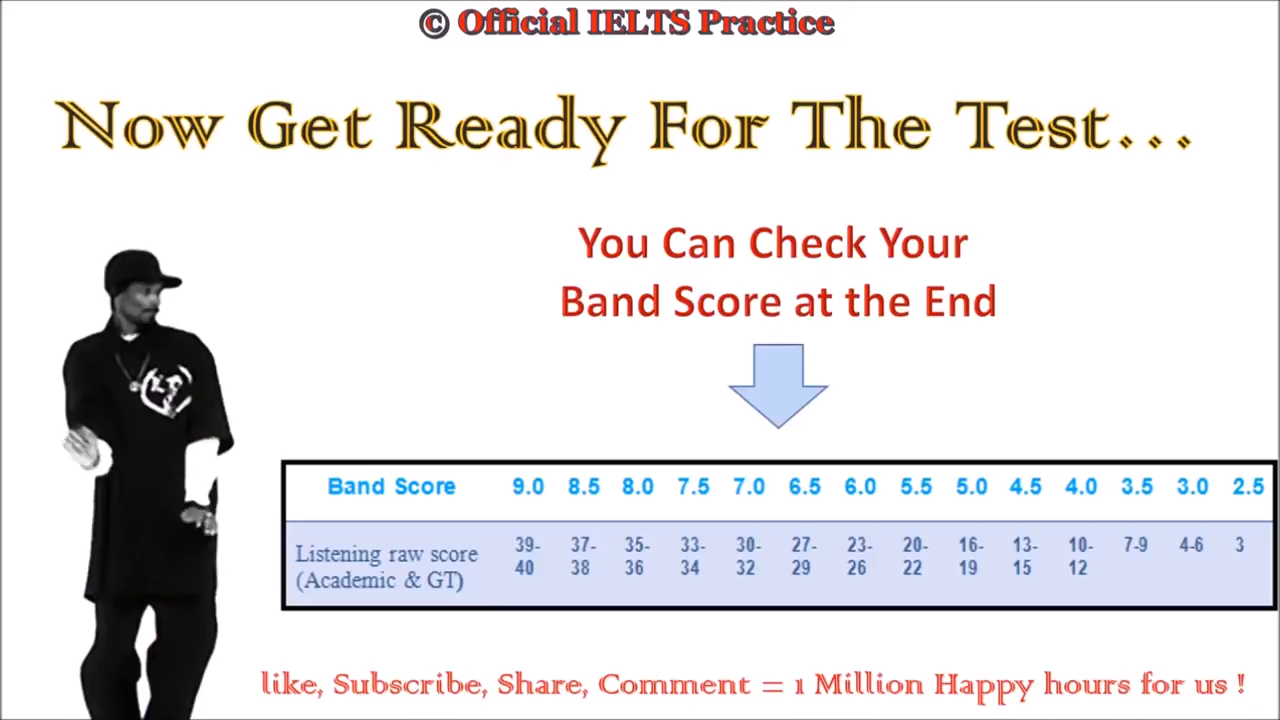 © Official IELTS Practice
Now Get Ready For The Test...
You Can Check Your
Band Score at the End
Band Score 9.0 8.5 8.0 7.5 7.0 6.5 6.0 5.5 5.0 4.5 4.0 3.5 3.0 2.5
Listening raw score 39- 37- 35- 33- 30- 27- 23- 20- 16- 13- 10- 7-9 4-6 3
(Academic & GT) 40 38 36 34 32 29 26 22 19 15 12
like, Subscribe, Share, Comment = 1 Million Happy hours for us !